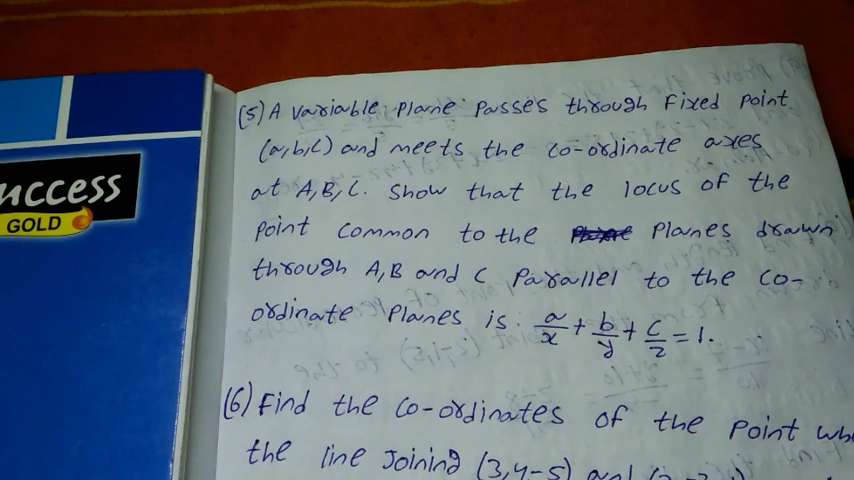 (5) A variable plane passes through fixed point
(a,b,c) and meets the co-ordinate axes
at A,B,C. Show that the locus of the
point common to the planes drawn
through A,B and C parallel to the co-
ordinate planes is a/x + b/y + c/z = 1.
(6) Find the co-ordinates of the point
the line joining (3,4-5) and
uccess
GOLD